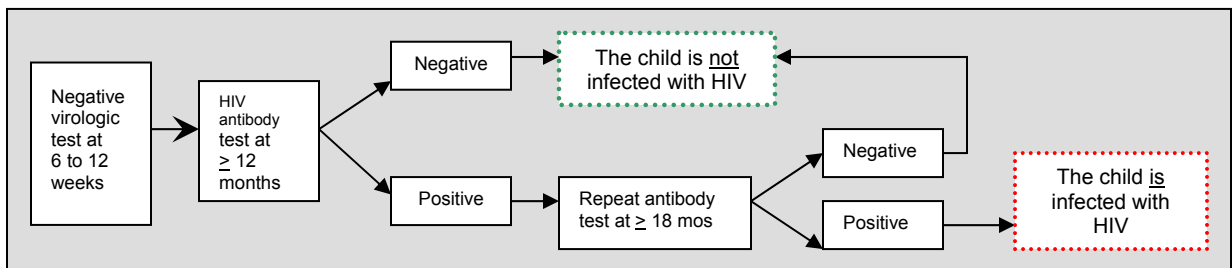 Negative
virologic
test at
6 to 12
weeks
HIV
antibody
test at
≥ 12
months
Negative
The child is not
infected with HIV
Positive
Repeat antibody
test at ≥ 18 mos
Negative
Positive
The child is
infected with
HIV